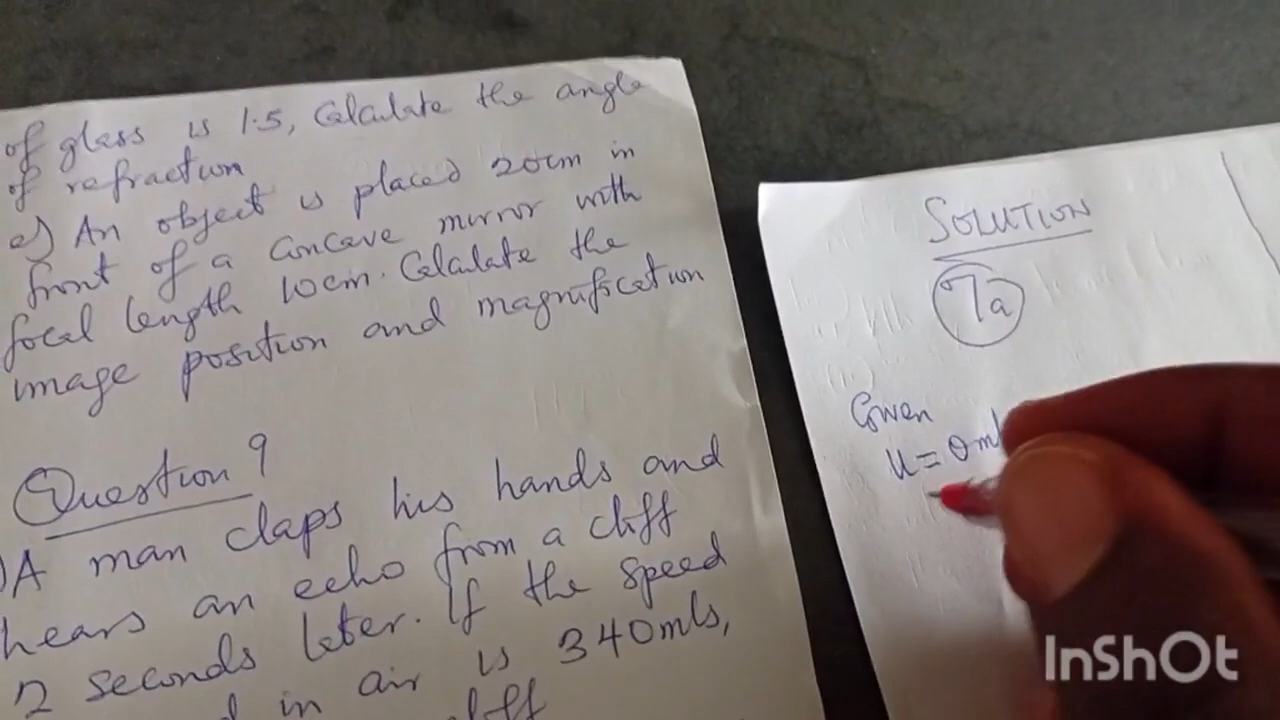 of glass is 1.5, Calculate the angle
of refraction
e) An object is placed 20cm in
front of a concave mirror with
focal length 10cm. Calculate the
image position and magnification
Question 9
)A man claps his hands and
hears an echo from a cliff
2 seconds later. If the speed
in air is 340m/s,
cliff
SOLUTION
7a
Given
u = 0m/
InShOt